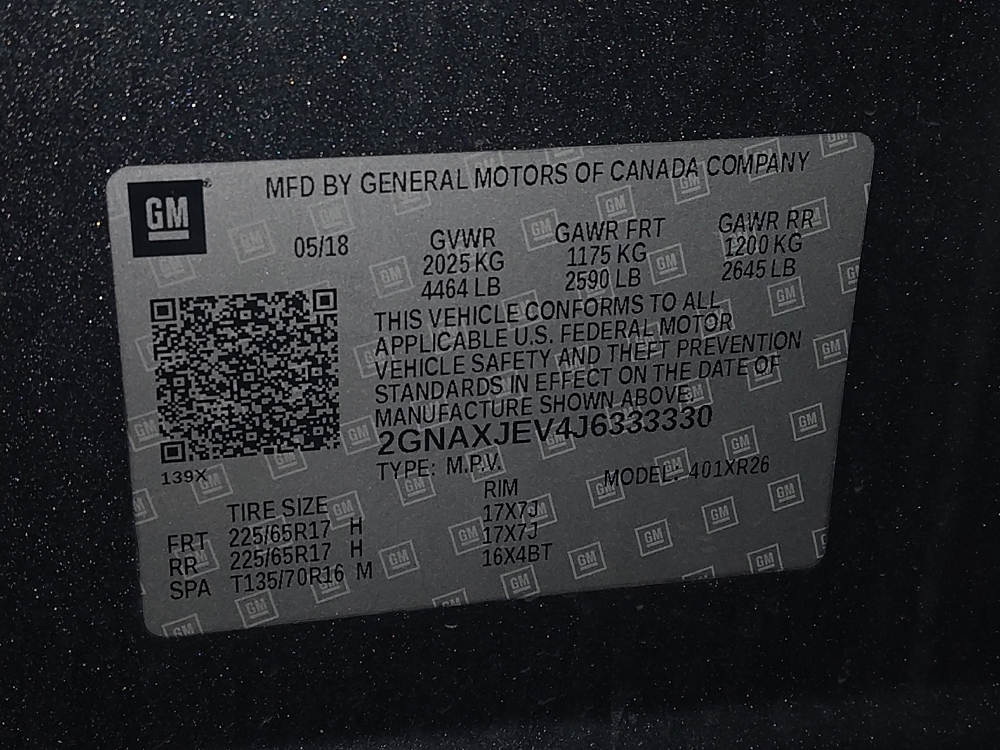 GM
MFD BY GENERAL MOTORS OF CANADA COMPANY
05/18
GVWR GAWR FRT GAWR RR
2025 KG 1175 KG 1200 KG
4464 LB 2590 LB 2645 LB
THIS VEHICLE CONFORMS TO ALL
APPLICABLE U.S. FEDERAL MOTOR
VEHICLE SAFETY AND THEFT PREVENTION
STANDARDS IN EFFECT ON THE DATE OF
MANUFACTURE SHOWN ABOVE.
2GNAXJEV4J6333330
TYPE: M.P.V. MODEL: 401XR26
139X
TIRE SIZE RIM
FRT 225/65R17 H 17X7J
RR 225/65R17 H 17X7J
SPA T135/70R16 M 16X4BT